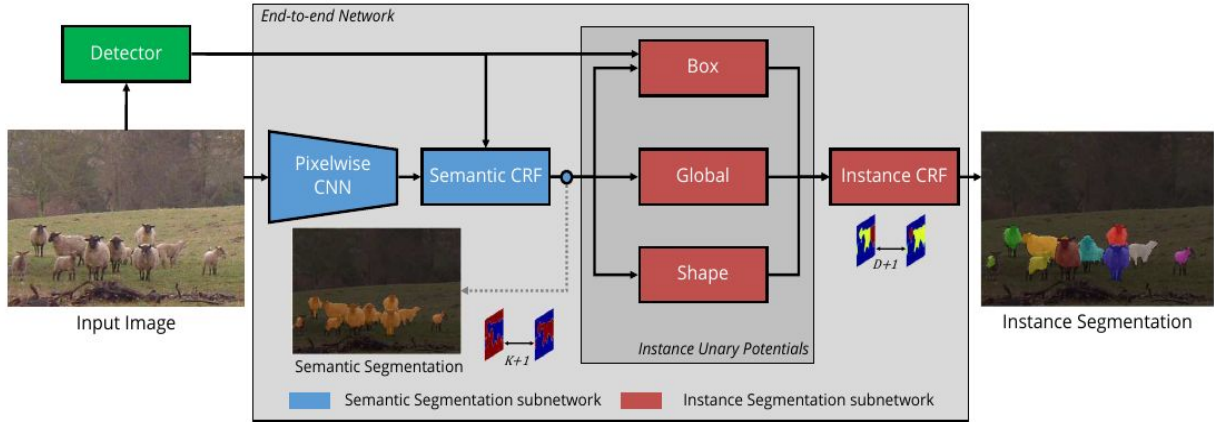 End-to-end Network
Detector
Box
Pixelwise
CNN
Semantic CRF
Global
Instance CRF
Shape
D+1
Input Image
Instance Segmentation
Semantic Segmentation
K+1
Instance Unary Potentials
Semantic Segmentation subnetwork
Instance Segmentation subnetwork